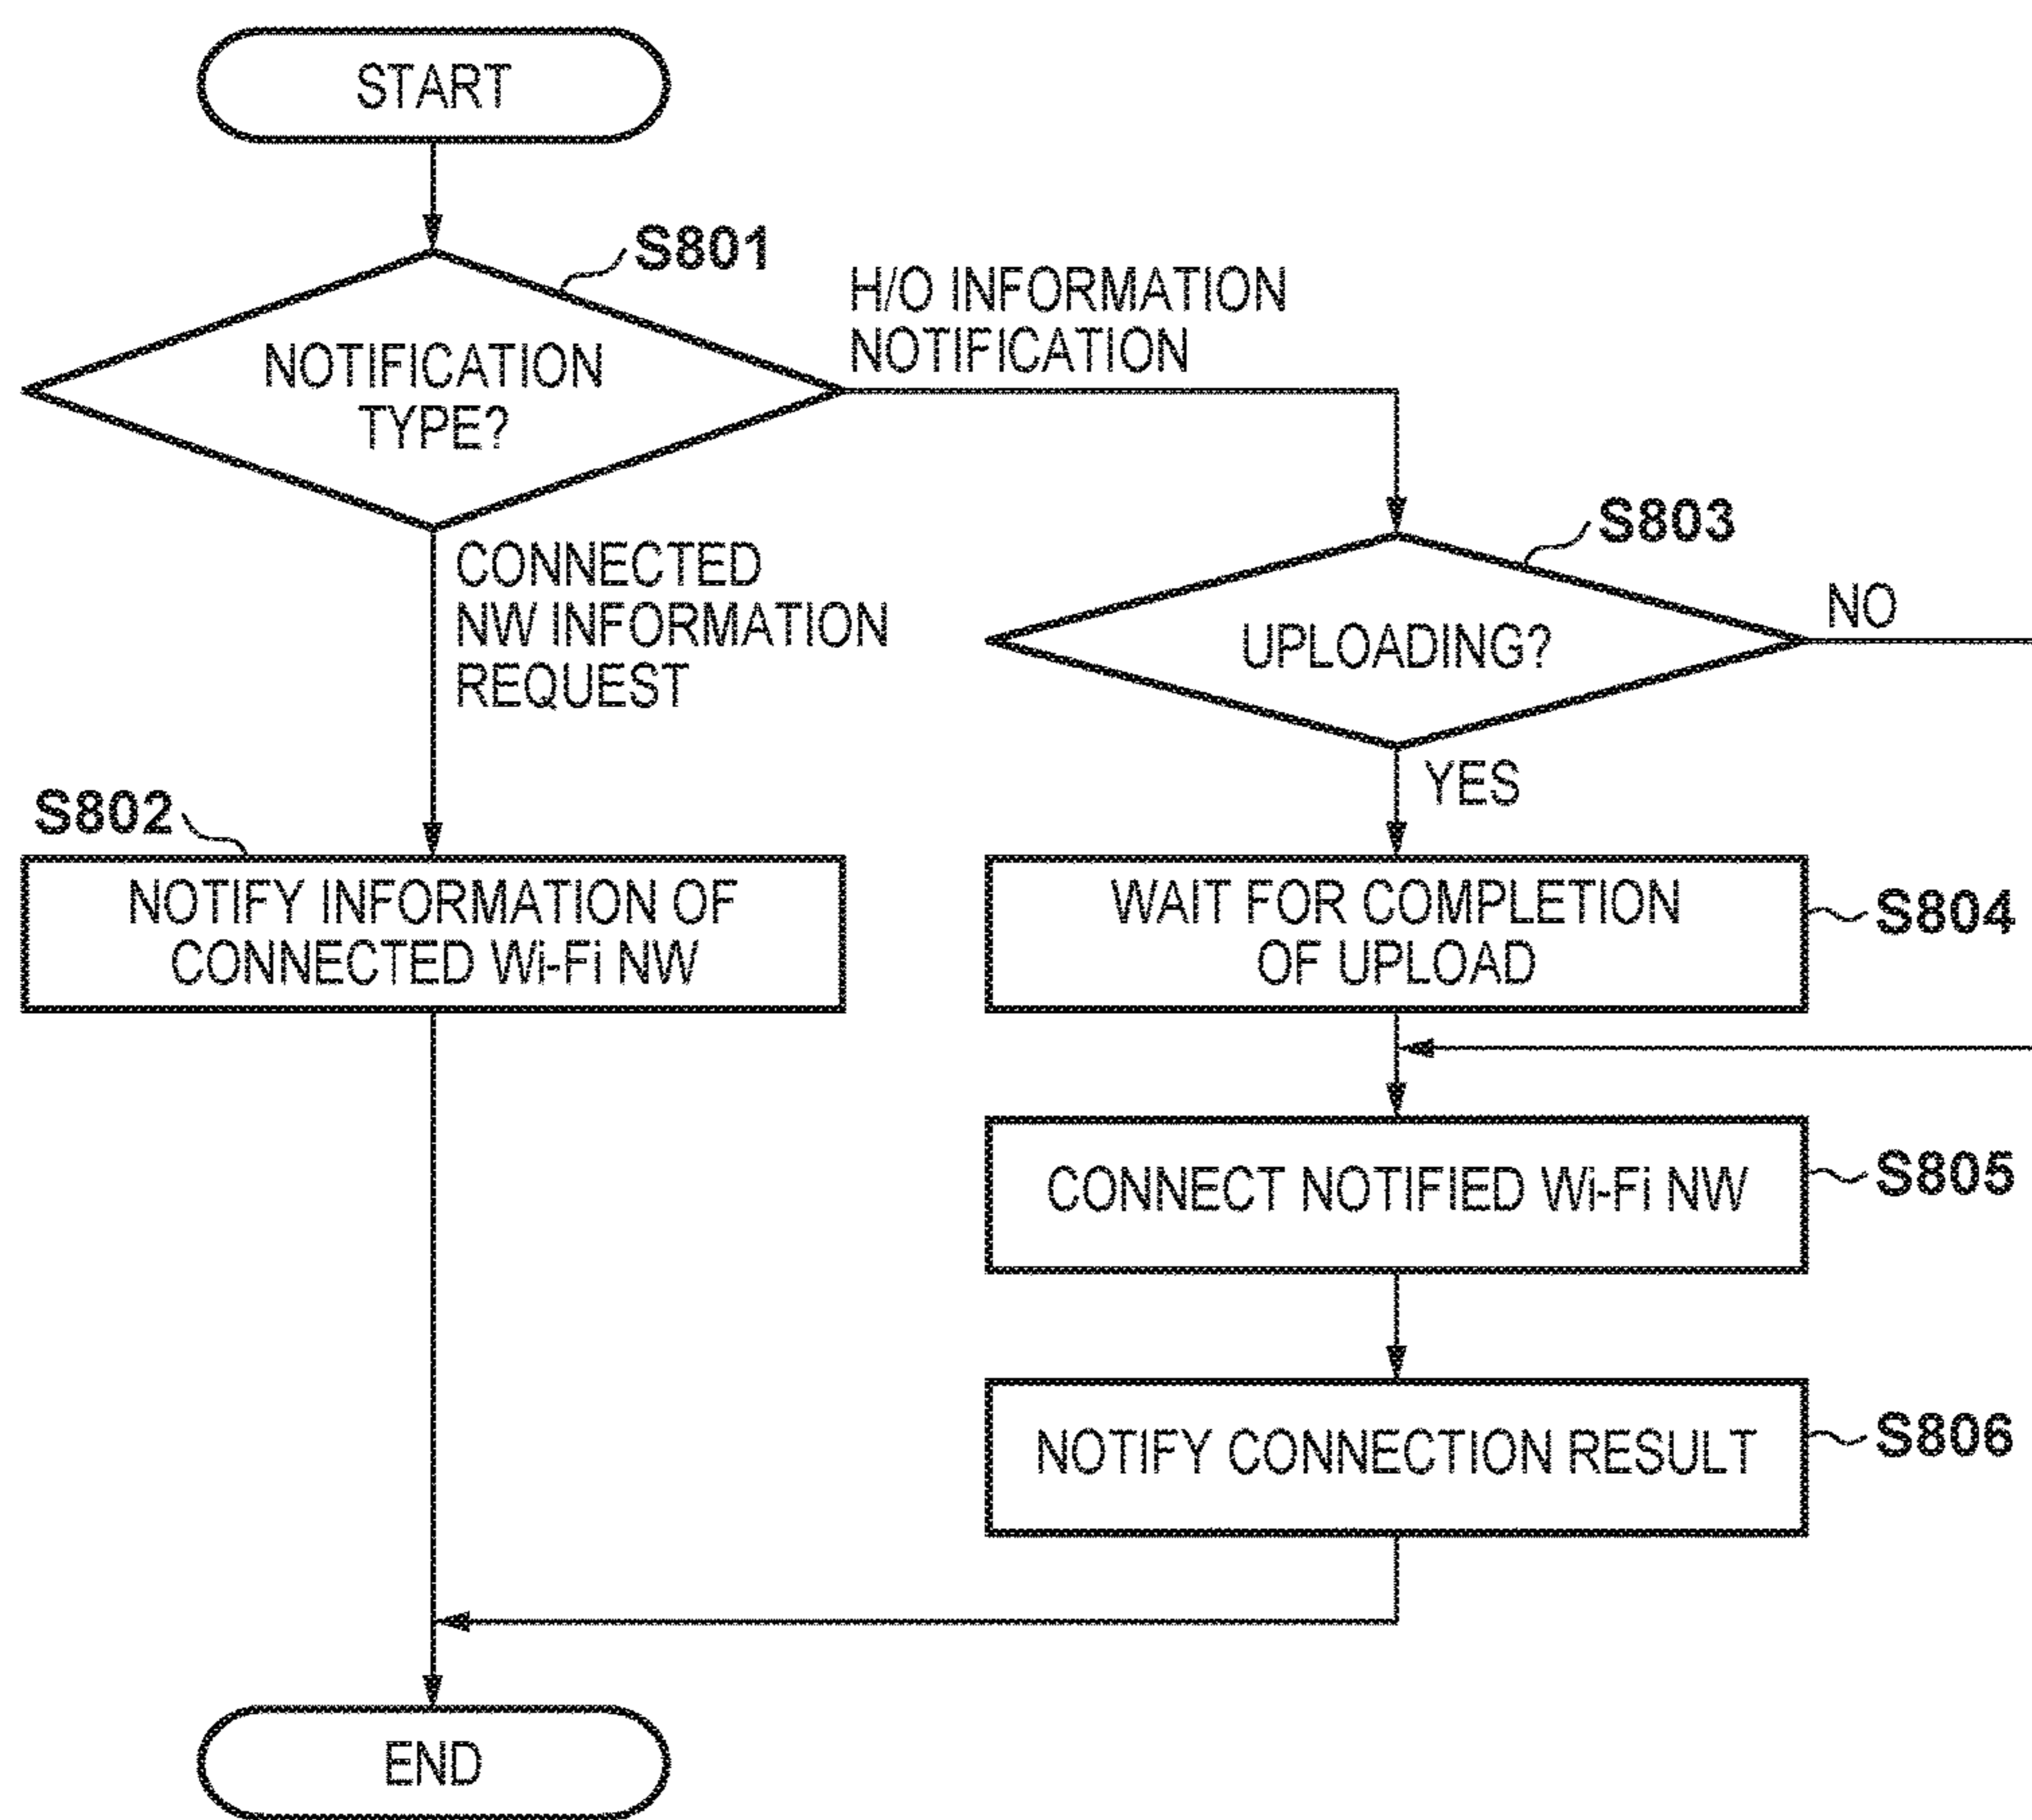 START
S801
NOTIFICATION
TYPE?
H/O INFORMATION
NOTIFICATION
CONNECTED
NW INFORMATION
REQUEST
S802
NOTIFY INFORMATION OF
CONNECTED Wi-Fi NW
S803
UPLOADING?
NO
YES
WAIT FOR COMPLETION
OF UPLOAD
S804
CONNECT NOTIFIED Wi-Fi NW
S805
NOTIFY CONNECTION RESULT
S806
END